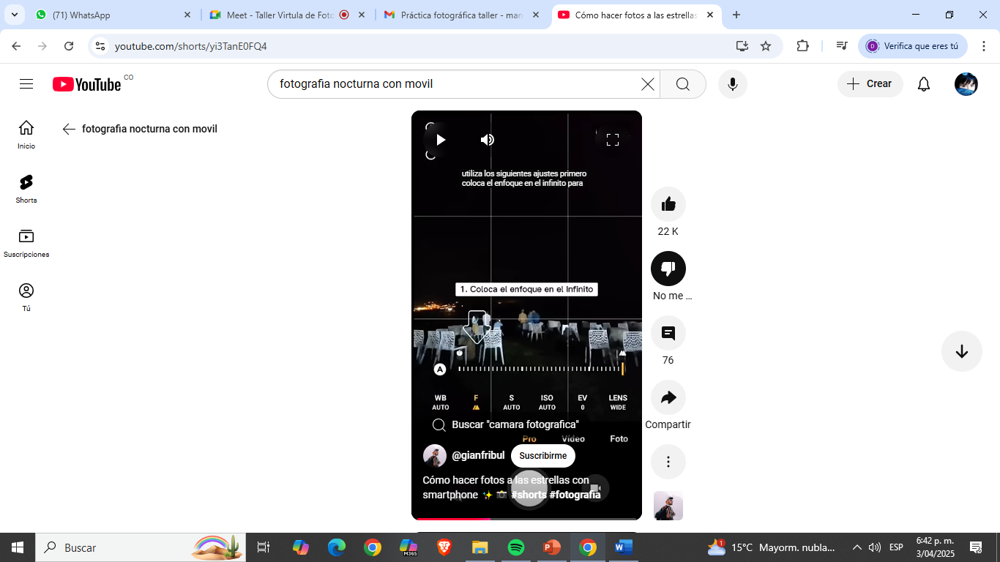 (71) WhatsApp
Meet - Taller Virtula de Foto
Práctica fotográfica taller - man
Cómo hacer fotos a las estrellas
youtube.com/shorts/yi3TanE0FQ4
Verifica que eres tú
YouTube CO
fotografia nocturna con movil
Crear
Inicio
Shorts
Suscripciones
Tú
fotografia nocturna con movil
utiliza los siguientes ajustes primero
coloca el enfoque en el infinito para
1. Coloca el enfoque en el Infinito
A
WB F S ISO EV LENS
AUTO AUTO AUTO 0 WIDE
Buscar "camara fotografica"
Pro Vídeo Foto
@gianfribul Suscribirme
Cómo hacer fotos a las estrellas con
smartphone ✨ 📷 #shorts #fotografia
22 K
No me ...
76
Compartir
Buscar
M365
1
15°C Mayorm. nubla...
ESP
6:42 p. m.
3/04/2025